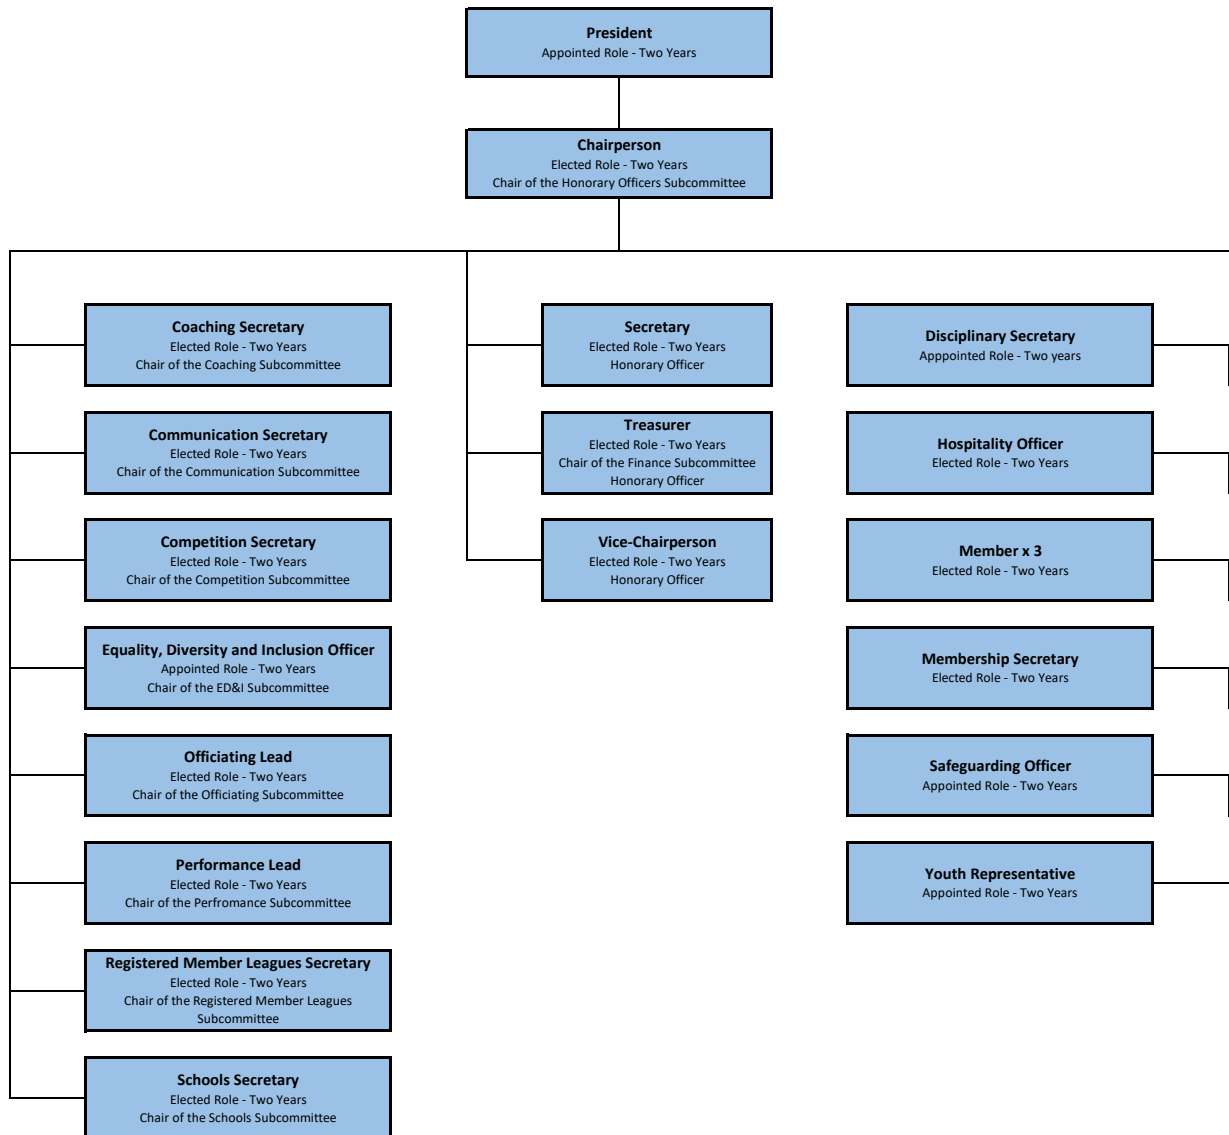 President
Appointed Role - Two Years
Chairperson
Elected Role - Two Years
Chair of the Honorary Officers Subcommittee
Coaching Secretary
Elected Role - Two Years
Chair of the Coaching Subcommittee
Communication Secretary
Elected Role - Two Years
Chair of the Communication Subcommittee
Competition Secretary
Elected Role - Two Years
Chair of the Competition Subcommittee
Equality, Diversity and Inclusion Officer
Appointed Role - Two Years
Chair of the ED&I Subcommittee
Officiating Lead
Elected Role - Two Years
Chair of the Officiating Subcommittee
Performance Lead
Elected Role - Two Years
Chair of the Perfromance Subcommittee
Registered Member Leagues Secretary
Elected Role - Two Years
Chair of the Registered Member Leagues
Subcommittee
Schools Secretary
Elected Role - Two Years
Chair of the Schools Subcommittee
Secretary
Elected Role - Two Years
Honorary Officer
Treasurer
Elected Role - Two Years
Chair of the Finance Subcommittee
Honorary Officer
Vice-Chairperson
Elected Role - Two Years
Honorary Officer
Disciplinary Secretary
Apppointed Role - Two years
Hospitality Officer
Elected Role - Two Years
Member x 3
Elected Role - Two Years
Membership Secretary
Elected Role - Two Years
Safeguarding Officer
Appointed Role - Two Years
Youth Representative
Appointed Role - Two Years